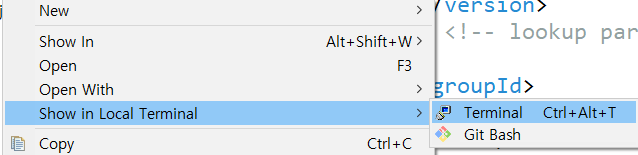 New
version>
Show In Alt+Shift+W
<!-- lookup par
Open F3
Open With
groupId>
Show in Local Terminal
Terminal Ctrl+Alt+T
Git Bash
Copy Ctrl+C